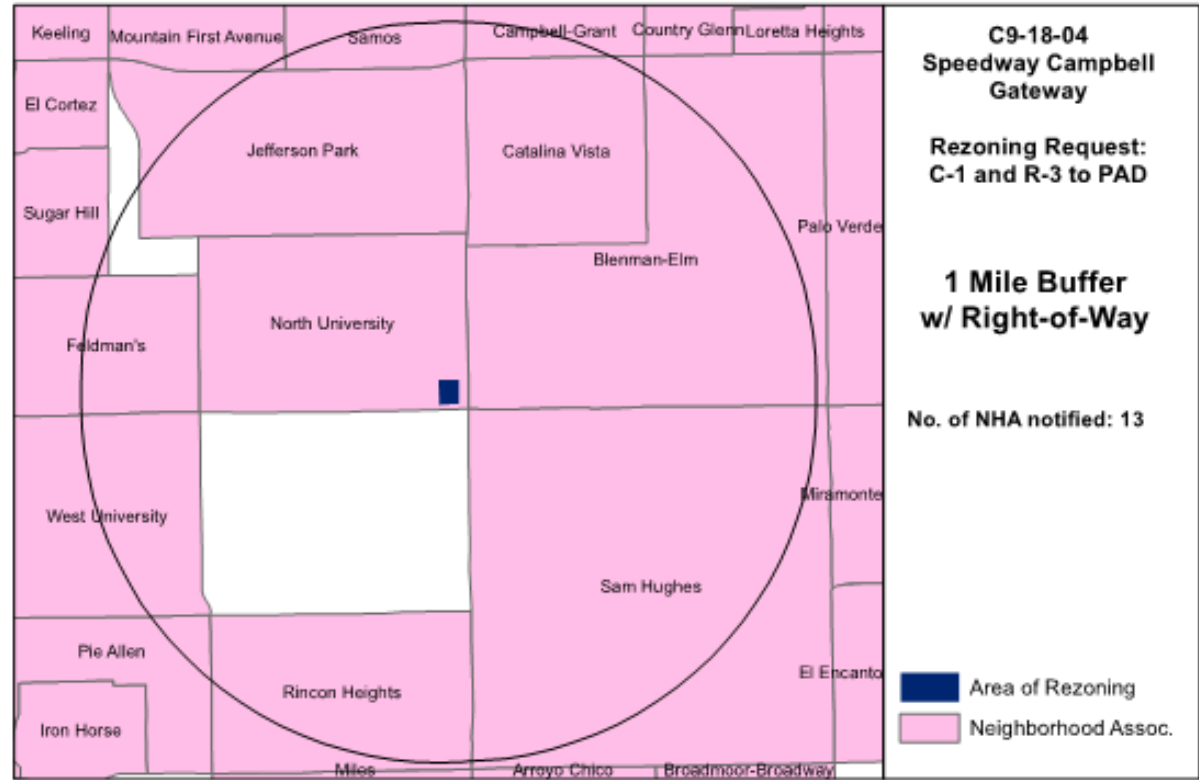 Keeling
Mountain First Avenue
Samos
Campbell-Grant
Country Glenn
Loretta Heights
El Cortez
Jefferson Park
Catalina Vista
Sugar Hill
Palo Verde
Blenman-Elm
North University
Feldman's
West University
Miramonte
Sam Hughes
Pie Allen
El Encanto
Rincon Heights
Iron Horse
Miles
Arroyo Chico
Broadmoor-Broadway
C9-18-04
Speedway Campbell
Gateway
Rezoning Request:
C-1 and R-3 to PAD
1 Mile Buffer
w/ Right-of-Way
No. of NHA notified: 13
Area of Rezoning
Neighborhood Assoc.